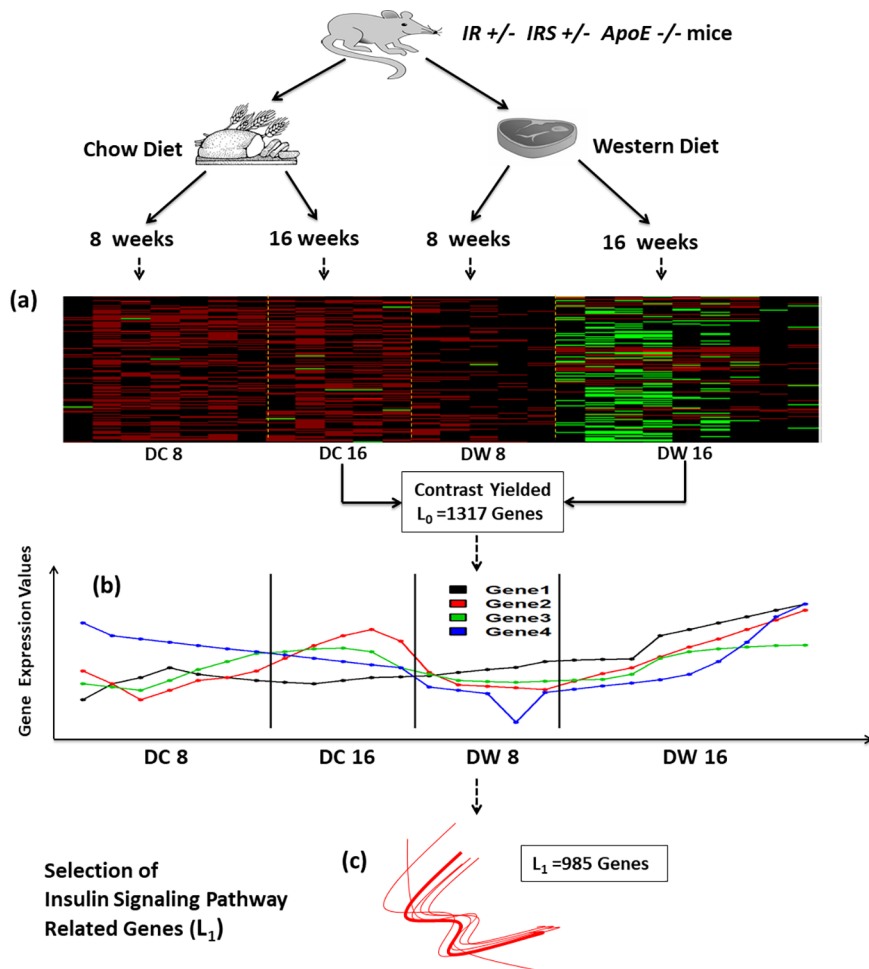 IR +/-  IRS +/-  ApoE -/- mice
Chow Diet
Western Diet
8 weeks
16 weeks
8 weeks
16 weeks
(a)
DC 8
DC 16
DW 8
DW 16
Contrast Yielded
L₀ =1317 Genes
(b)
Gene1
Gene2
Gene3
Gene4
Gene Expression Values
DC 8
DC 16
DW 8
DW 16
(c)
L₁ =985 Genes
Selection of
Insulin Signaling Pathway
Related Genes (L₁)